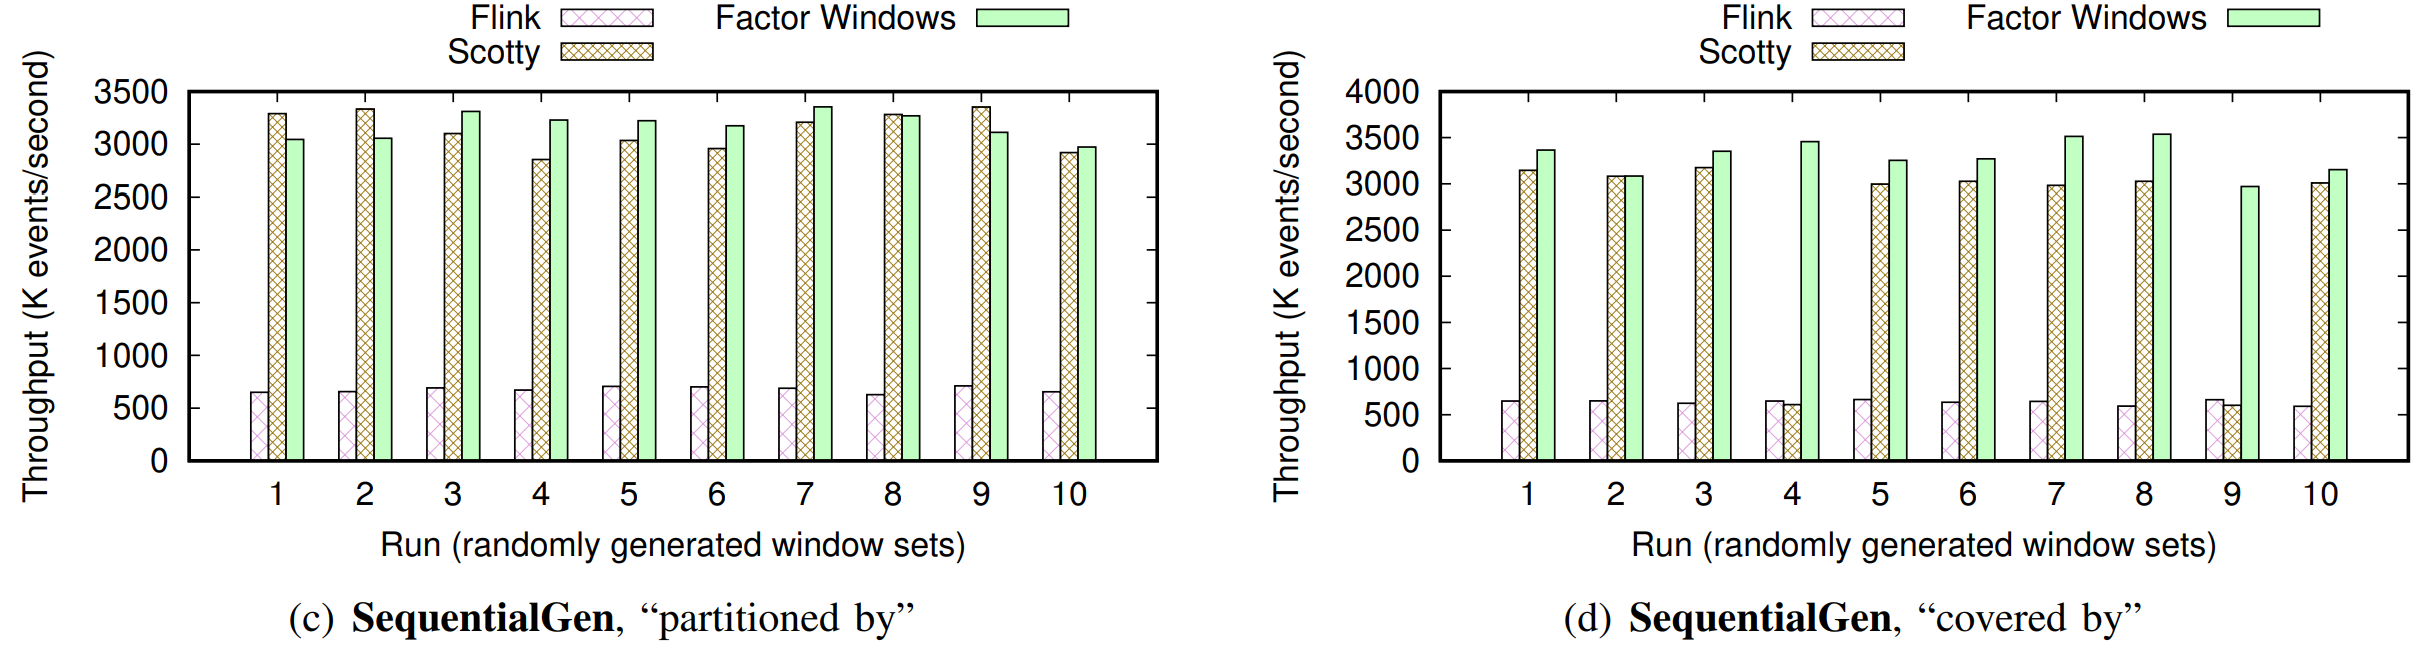 Flink Factor Windows
Scotty
Throughput (K events/second)
3500
3000
2500
2000
1500
1000
500
0
1 2 3 4 5 6 7 8 9 10
Run (randomly generated window sets)
(c) SequentialGen, “partitioned by”
Flink Factor Windows
Scotty
Throughput (K events/second)
4000
3500
3000
2500
2000
1500
1000
500
0
1 2 3 4 5 6 7 8 9 10
Run (randomly generated window sets)
(d) SequentialGen, “covered by”